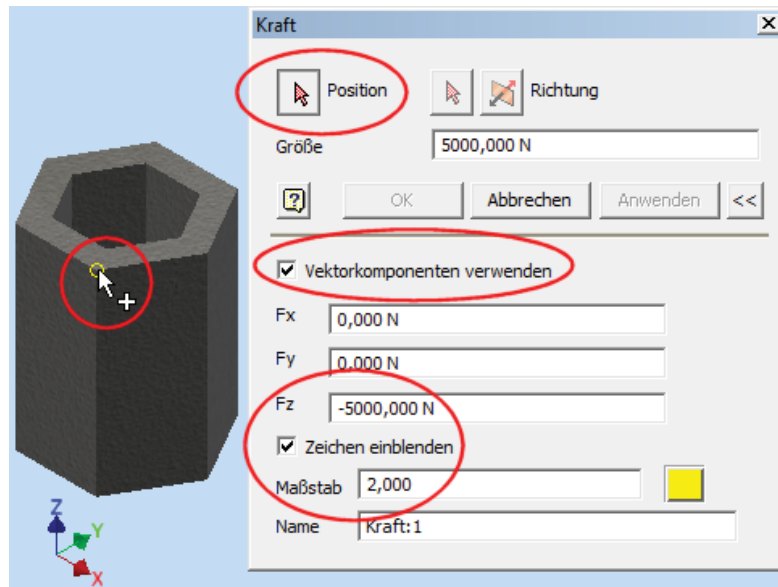 Kraft
Position
Richtung
Größe 5000,000 N
OK Abbrechen Anwenden <<
Vektorkomponenten verwenden
Fx 0,000 N
Fy 0,000 N
Fz -5000,000 N
Zeichen einblenden
Maßstab 2,000
Name Kraft:1
Z
Y
X